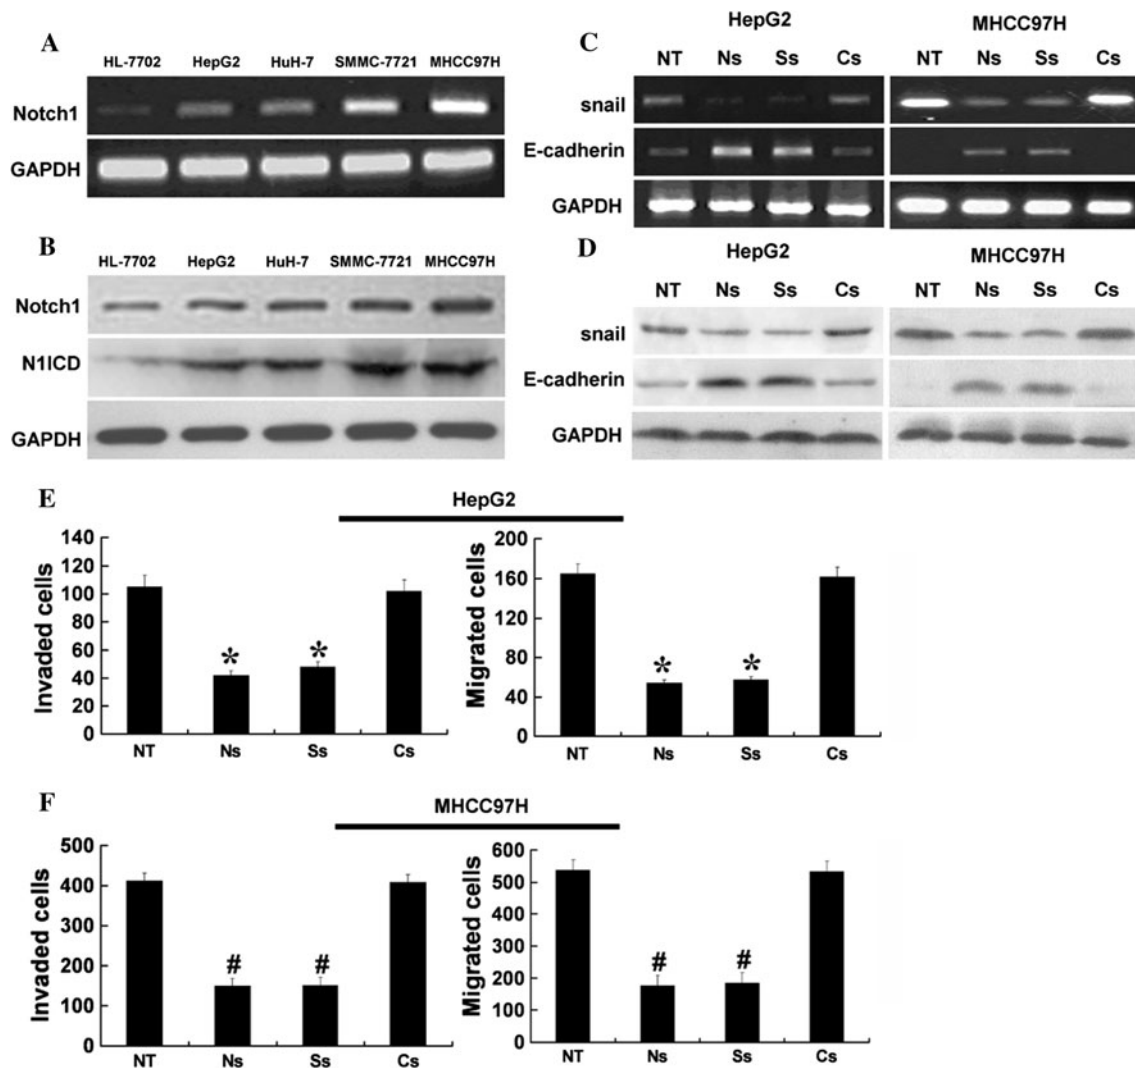 A
HL-7702 HepG2 HuH-7 SMMC-7721 MHCC97H
Notch1
GAPDH
B
HL-7702 HepG2 HuH-7 SMMC-7721 MHCC97H
Notch1
N1ICD
GAPDH
C
HepG2 MHCC97H
NT Ns Ss Cs NT Ns Ss Cs
snail
E-cadherin
GAPDH
D
HepG2 MHCC97H
NT Ns Ss Cs NT Ns Ss Cs
snail
E-cadherin
GAPDH
E
HepG2
Invaded cells
140
120
100
80
60
40
20
0
* *
NT Ns Ss Cs
Migrated cells
200
160
120
80
40
0
* *
NT Ns Ss Cs
F
MHCC97H
Invaded cells
500
400
300
200
100
0
# #
NT Ns Ss Cs
Migrated cells
600
500
400
300
200
100
0
# #
NT Ns Ss Cs